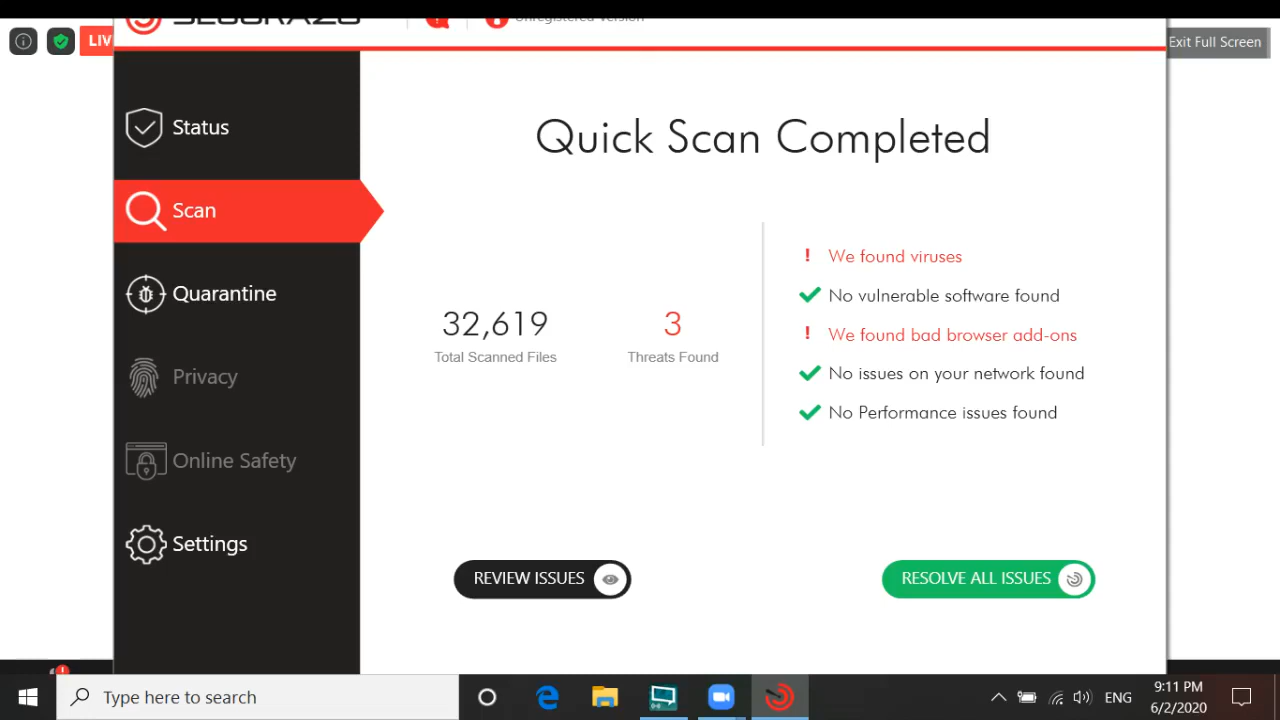 Unregistered Version
LIV
Exit Full Screen
Status
Quick Scan Completed
Scan
We found viruses
Quarantine
No vulnerable software found
32,619
3
We found bad browser add-ons
Total Scanned Files
Threats Found
Privacy
No issues on your network found
No Performance issues found
Online Safety
Settings
REVIEW ISSUES
RESOLVE ALL ISSUES
Type here to search
ENG
9:11 PM
6/2/2020